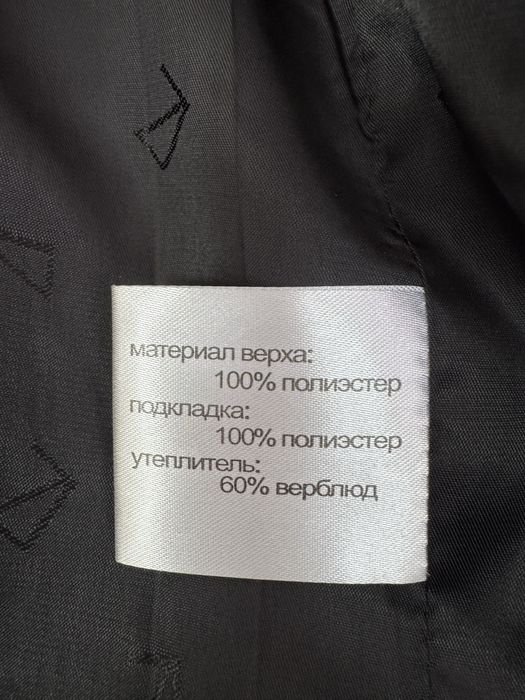 материал верха:
100% полиэстер
подкладка:
100% полиэстер
утеплитель:
60% верблюд